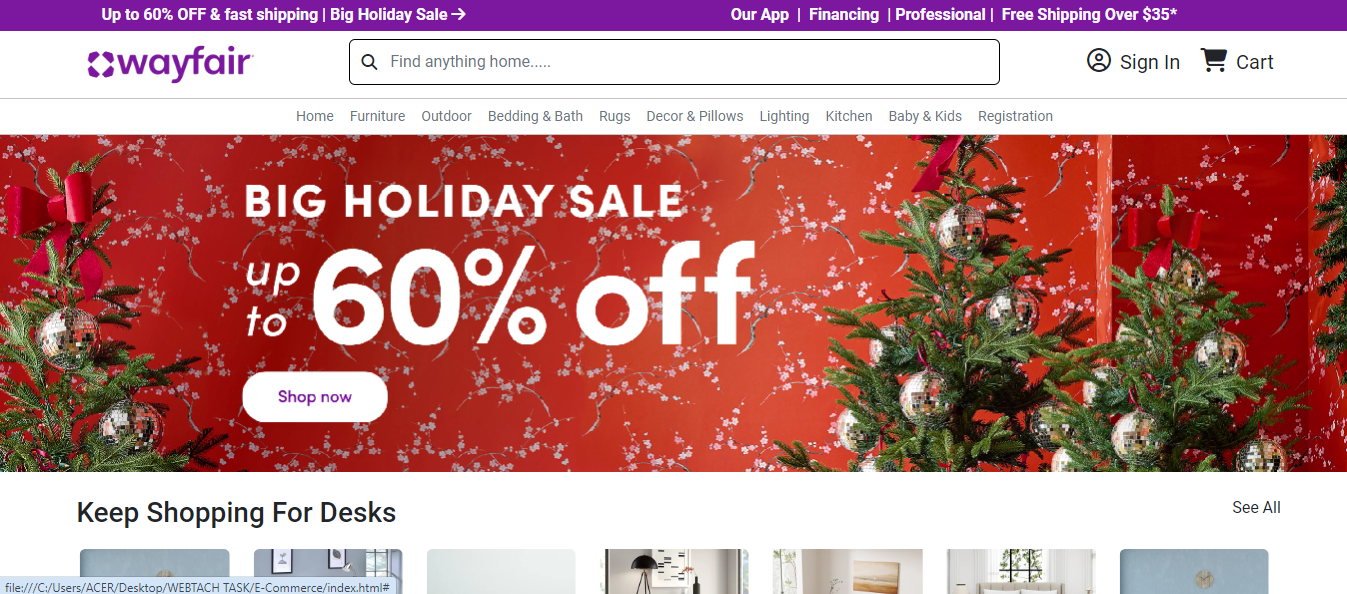 Up to 60% OFF & fast shipping | Big Holiday Sale →
Our App | Financing | Professional | Free Shipping Over $35*
wayfair
Find anything home.....
Sign In
Cart
Home Furniture Outdoor Bedding & Bath Rugs Decor & Pillows Lighting Kitchen Baby & Kids Registration
BIG HOLIDAY SALE
up to 60% off
Shop now
Keep Shopping For Desks
See All
file:///C:/Users/ACER/Desktop/WEBTACH TASK/E-Commerce/index.html#